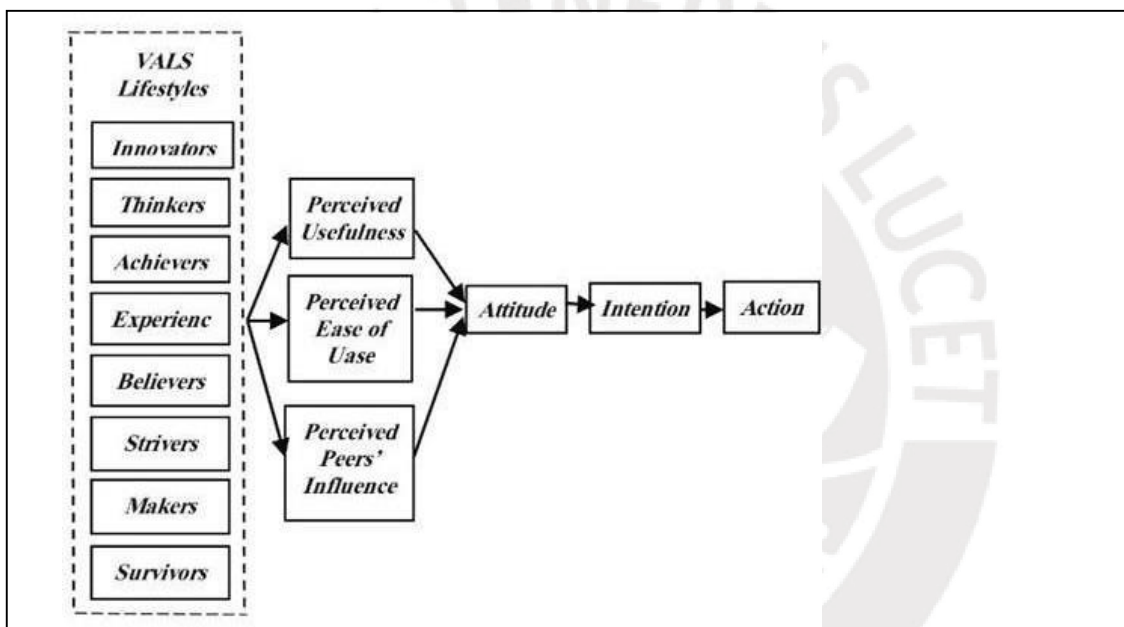 VALS
Lifestyles
Innovators
Thinkers
Achievers
Experienc
Believers
Strivers
Makers
Survivors
Perceived
Usefulness
Perceived
Ease of
Uase
Perceived
Peers'
Influence
Attitude
Intention
Action
LUCET